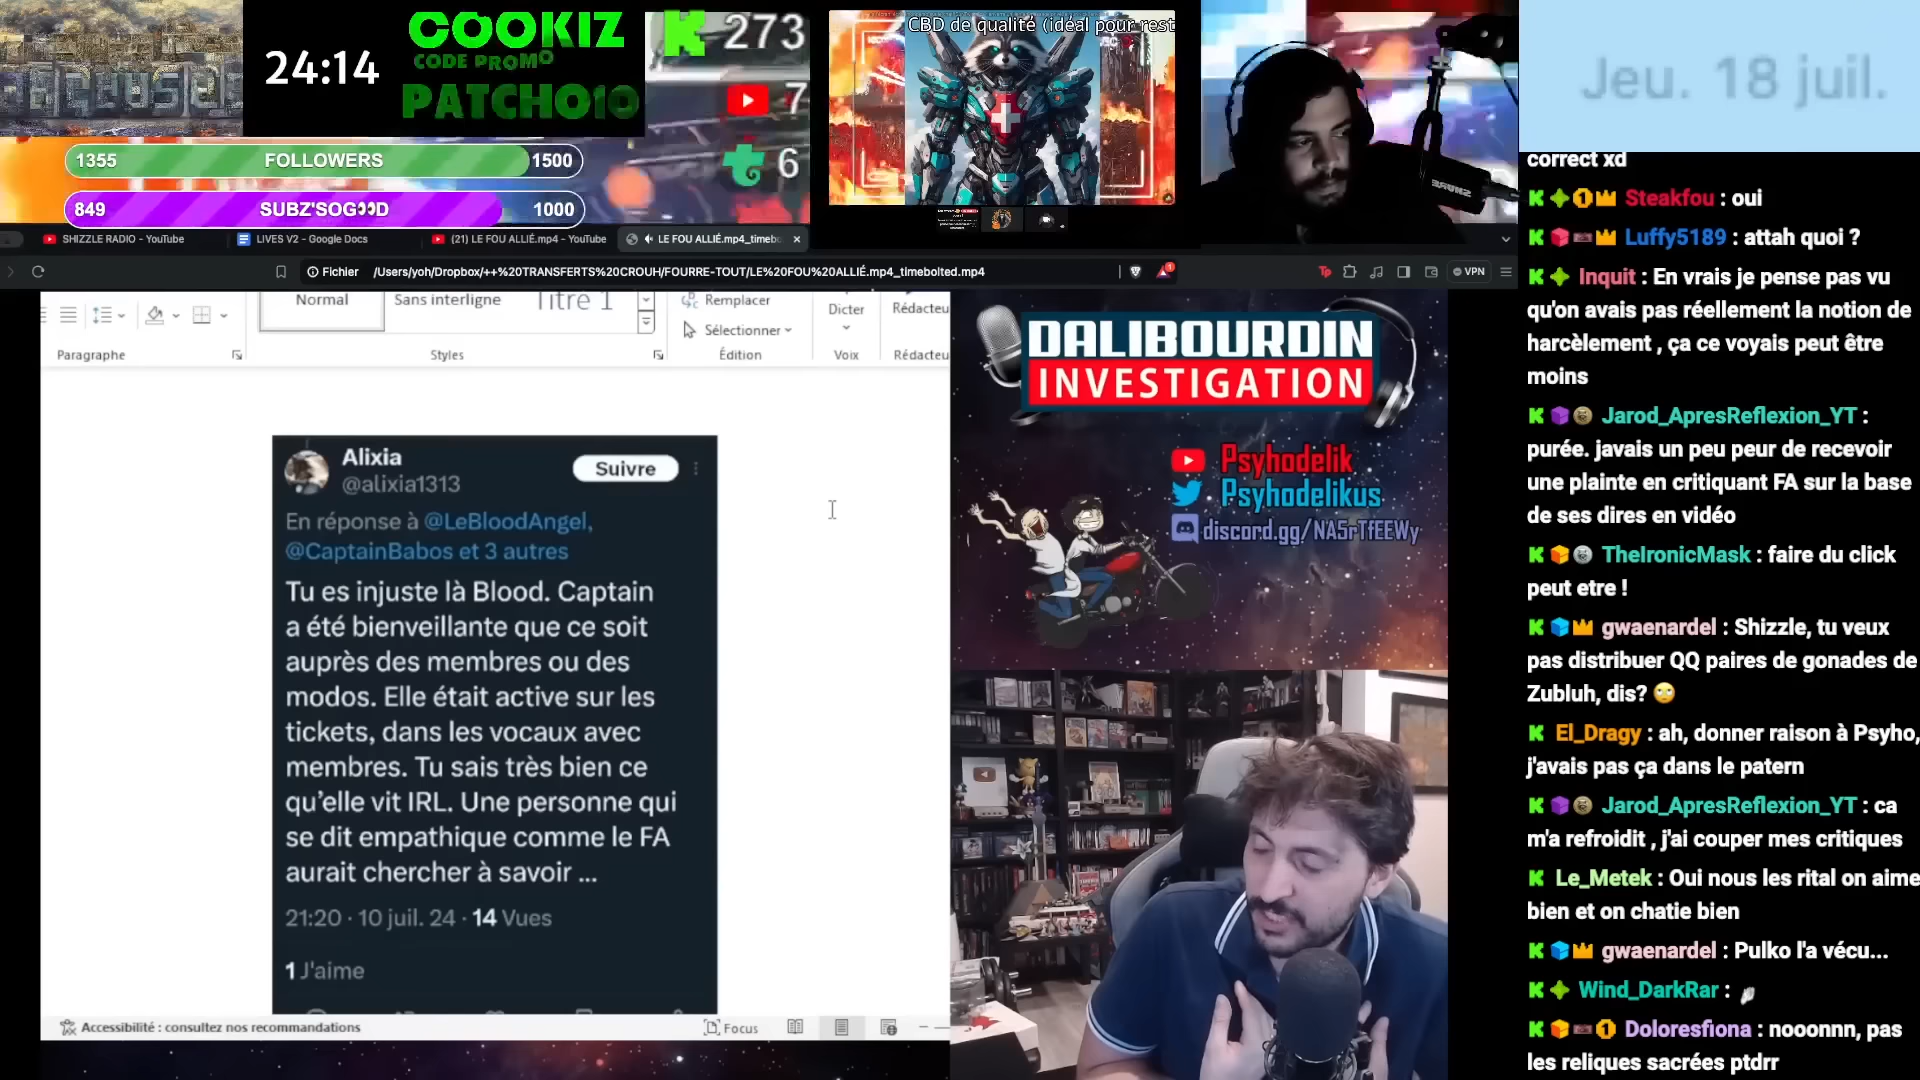 24:14
COOKIZ
CODE PROMO
PATCHO10
K 273
7
6
1355 FOLLOWERS 1500
849 SUBZ'SOG👀D 1000
CBD de qualité (idéal pour rest
Jeu. 18 juil.
SHIZZLE RADIO - YouTube
LIVES V2 - Google Docs
(21) LE FOU ALLIÉ.mp4 - YouTube
LE FOU ALLIÉ.mp4_timebo
Fichier /Users/yoh/Dropbox/++%20TRANSFERTS%20CROUH/FOURRE-TOUT/LE%20FOU%20ALLIÉ.mp4_timebolted.mp4
VPN
Normal
Sans interligne
Titre 1
Remplacer
Sélectionner
Dicter
Rédacteu
Paragraphe
Styles
Édition
Voix
Rédacteu
Alixia
@alixia1313
Suivre
En réponse à @LeBloodAngel,
@CaptainBabos et 3 autres
Tu es injuste là Blood. Captain
a été bienveillante que ce soit
auprès des membres ou des
modos. Elle était active sur les
tickets, dans les vocaux avec
membres. Tu sais très bien ce
qu'elle vit IRL. Une personne qui
se dit empathique comme le FA
aurait chercher à savoir ...
21:20 · 10 juil. 24 · 14 Vues
1 J'aime
Accessibilité : consultez nos recommandations
Focus
DALIBOURDIN
INVESTIGATION
Psyhodelik
Psyhodelikus
discord.gg/NA5rTfEEWy
correct xd
Steakfou : oui
Luffy5189 : attah quoi ?
Inquit : En vrais je pense pas vu
qu'on avais pas réellement la notion de
harcèlement , ça ce voyais peut être
moins
Jarod_ApresReflexion_YT :
purée. javais un peu peur de recevoir
une plainte en critiquant FA sur la base
de ses dires en vidéo
TheIronicMask : faire du click
peut etre !
gwaenardel : Shizzle, tu veux
pas distribuer QQ paires de gonades de
Zubluh, dis? 🙄
El_Dragy : ah, donner raison à Psyho,
j'avais pas ça dans le patern
Jarod_ApresReflexion_YT : ca
m'a refroidit , j'ai couper mes critiques
Le_Metek : Oui nous les rital on aime
bien et on chatie bien
gwaenardel : Pulko l'a vécu...
Wind_DarkRar :
Doloresfiona : nooonnn, pas
les reliques sacrées ptdrr